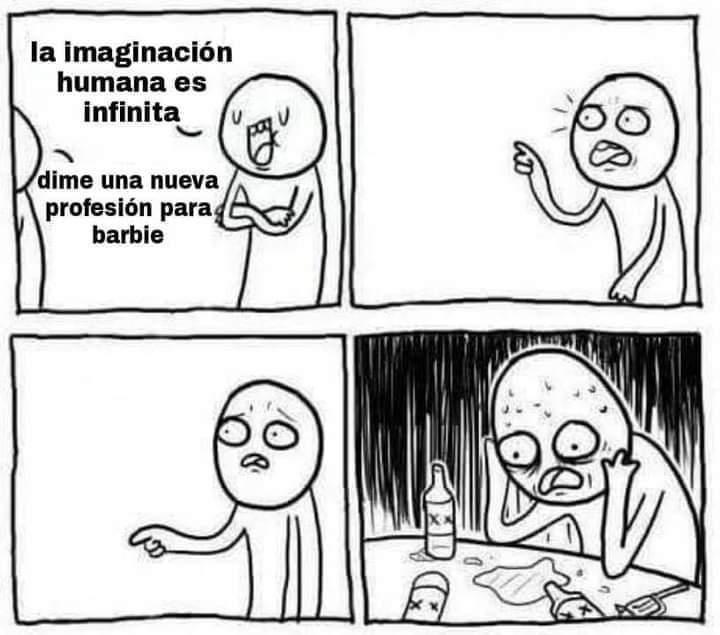 la imaginación
humana es
infinita
dime una nueva
profesión para
barbie